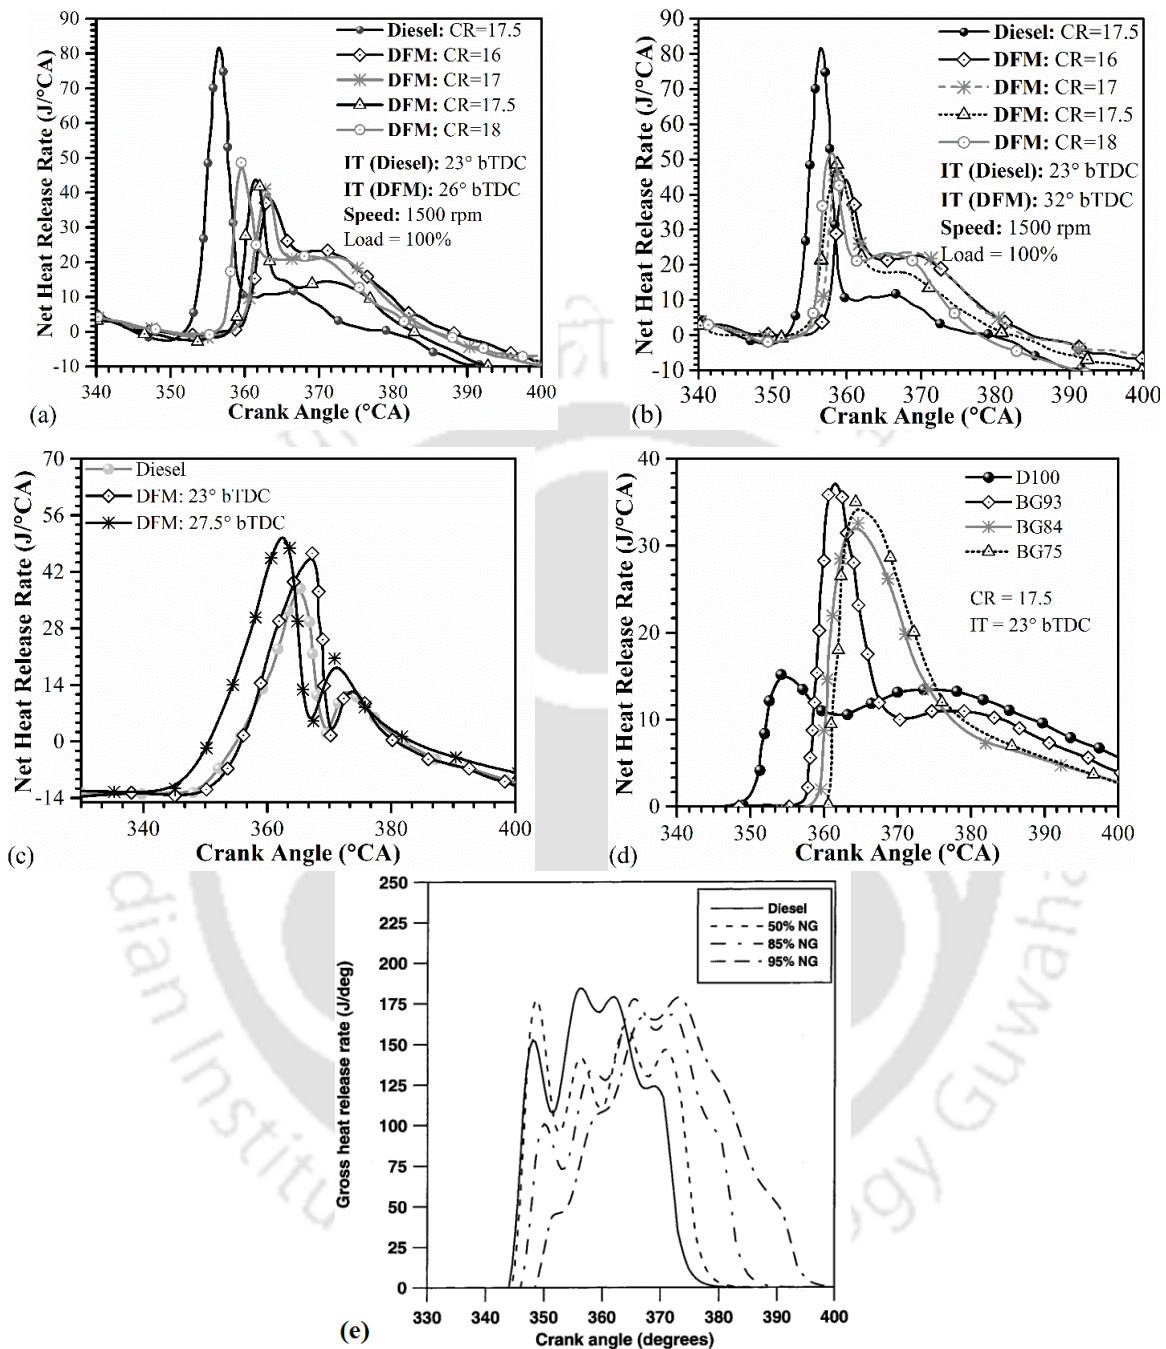 90
80
70
60
50
40
30
20
10
0
-10
Net Heat Release Rate (J/°CA)
Diesel: CR=17.5
DFM: CR=16
DFM: CR=17
DFM: CR=17.5
DFM: CR=18
IT (Diesel): 23° bTDC
IT (DFM): 26° bTDC
Speed: 1500 rpm
Load = 100%
340 350 360 370 380 390 400
Crank Angle (°CA)
(a)
90
80
70
60
50
40
30
20
10
0
-10
Net Heat Release Rate (J/°CA)
Diesel: CR=17.5
DFM: CR=16
DFM: CR=17
DFM: CR=17.5
DFM: CR=18
IT (Diesel): 23° bTDC
IT (DFM): 32° bTDC
Speed: 1500 rpm
Load = 100%
340 350 360 370 380 390 400
Crank Angle (°CA)
(b)
70
56
42
28
14
0
-14
Net Heat Release Rate (J/°CA)
Diesel
DFM: 23° bTDC
DFM: 27.5° bTDC
340 360 380 400
Crank Angle (°CA)
(c)
40
30
20
10
0
Net Heat Release Rate (J/°CA)
D100
BG93
BG84
BG75
CR = 17.5
IT = 23° bTDC
340 350 360 370 380 390 400
Crank Angle (°CA)
(d)
250
225
200
175
150
125
100
75
50
25
0
Gross heat release rate (J/deg)
Diesel
50% NG
85% NG
95% NG
330 340 350 360 370 380 390 400
Crank angle (degrees)
(e)